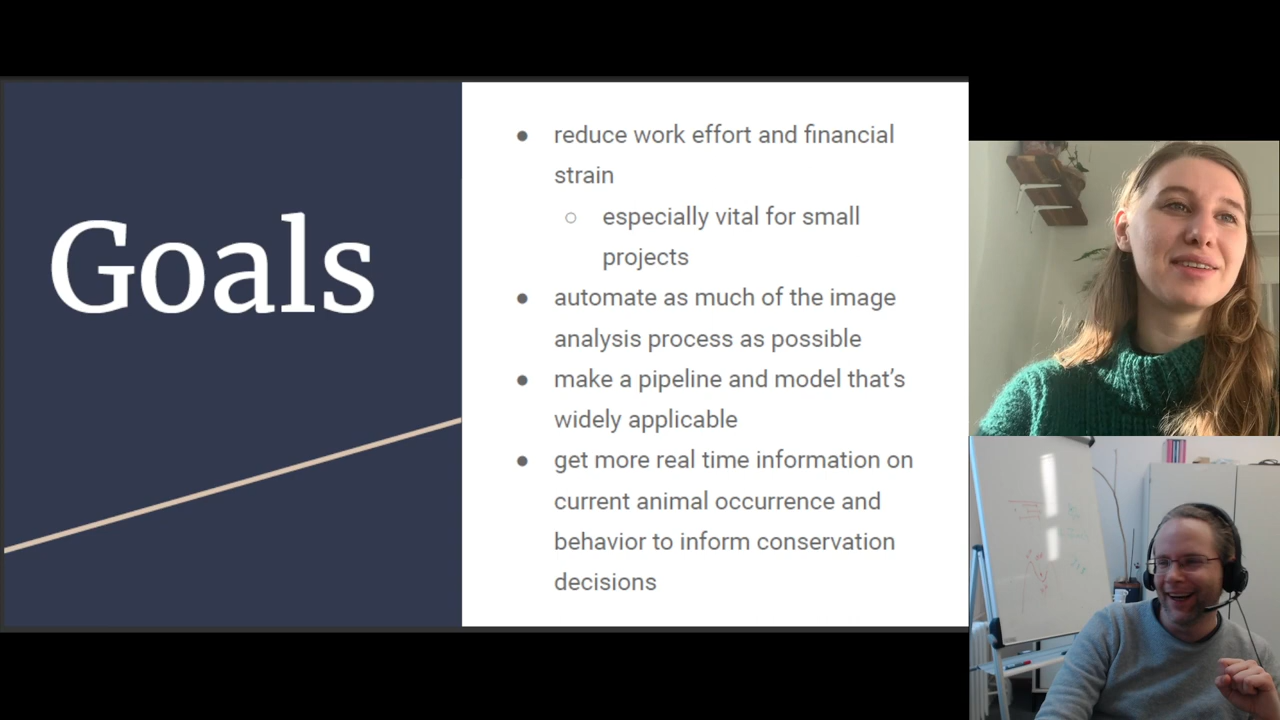 Goals
reduce work effort and financial
strain
especially vital for small
projects
automate as much of the image
analysis process as possible
make a pipeline and model that's
widely applicable
get more real time information on
current animal occurrence and
behavior to inform conservation
decisions